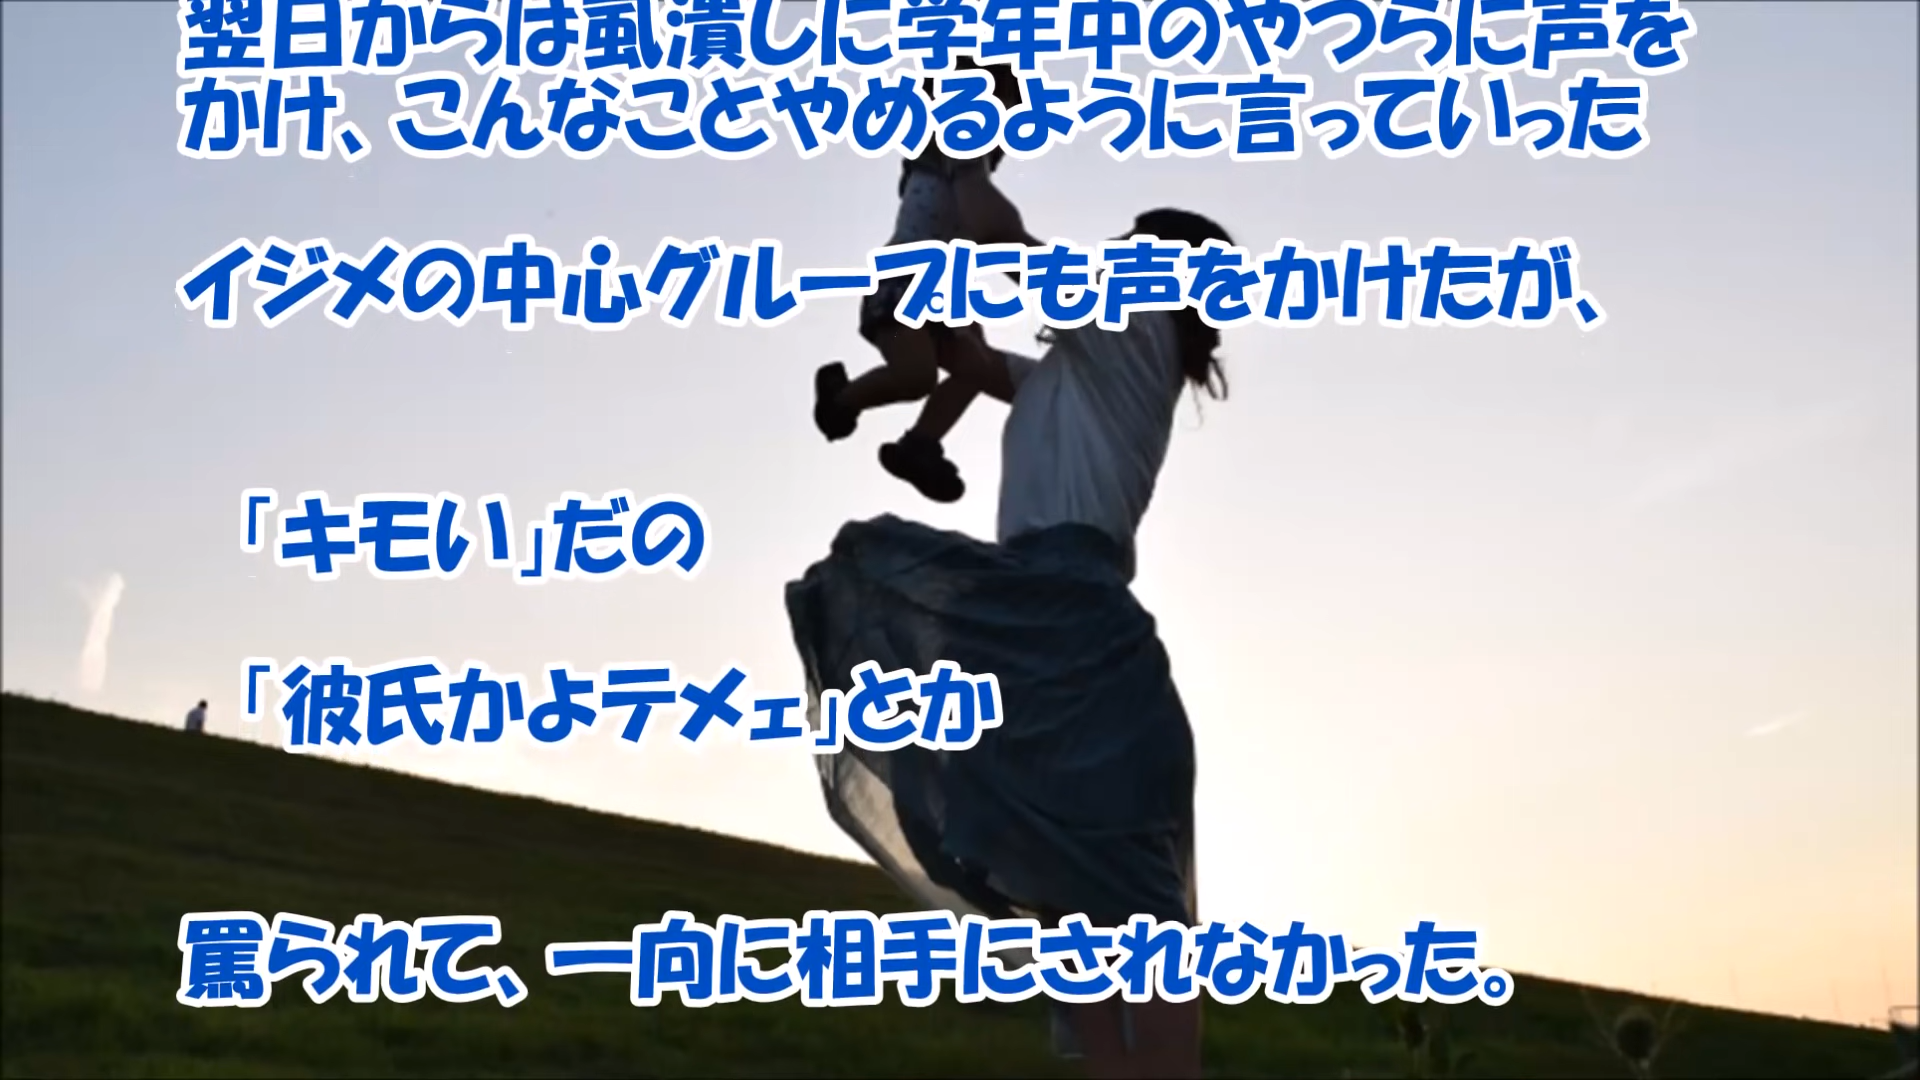 翌日からは虱潰しに学年中のやつらに声を
かけ、こんなことやめるように言っていった
イジメの中心グループにも声をかけたが、
「キモい」だの
「彼氏かよテメェ」とか
罵られて、一向に相手にされなかった。